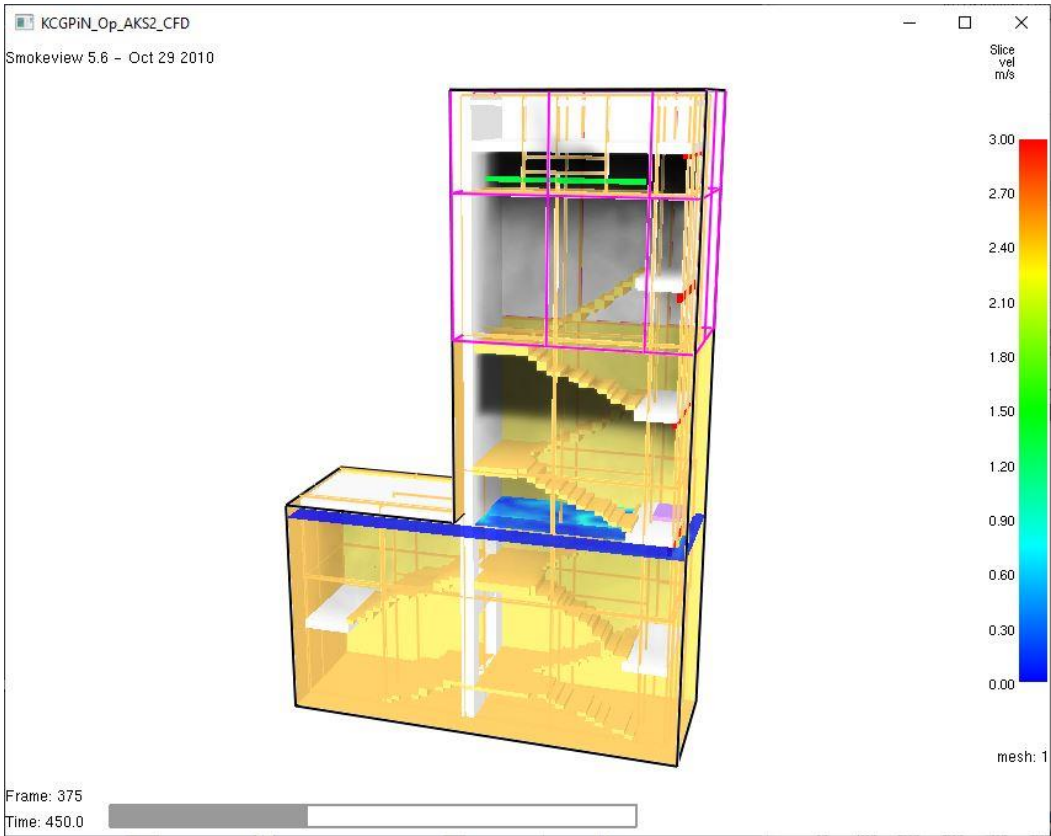 KCGPiN_Op_AKS2_CFD
Smokeview 5.6 - Oct 29 2010
Slice
vel
m/s
3.00
2.70
2.40
2.10
1.80
1.50
1.20
0.90
0.60
0.30
0.00
mesh: 1
Frame: 375
Time: 450.0